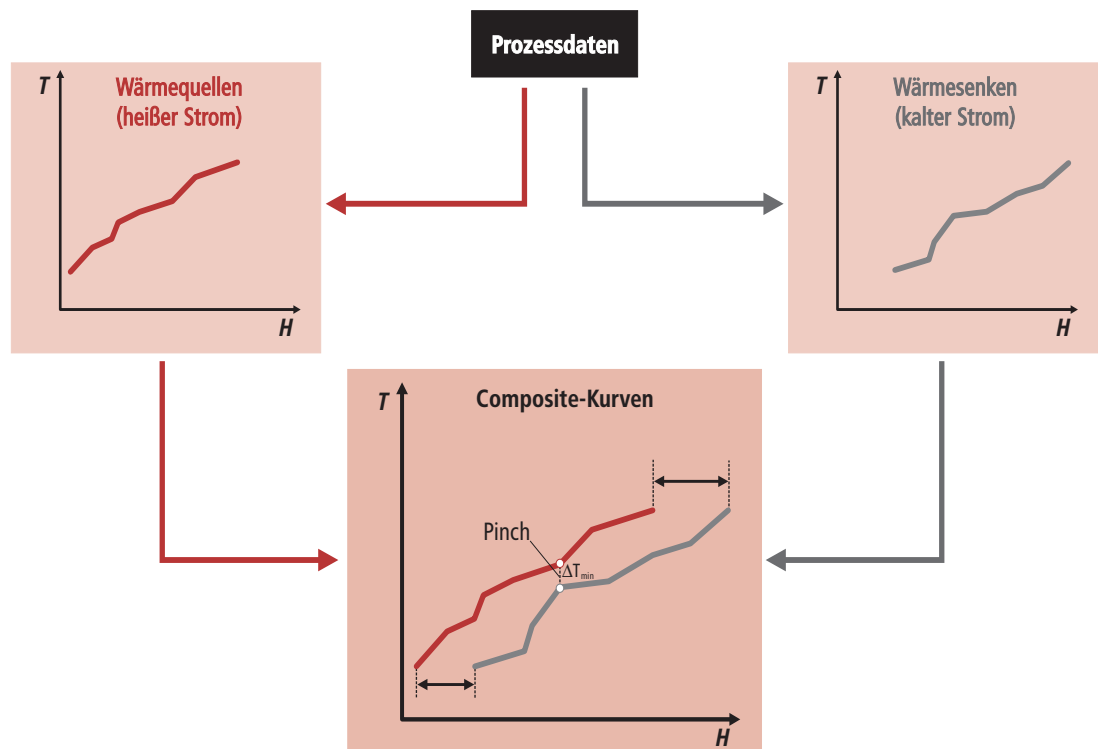 Prozessdaten
T
Wärmequellen
(heißer Strom)
H
T
Wärmesenken
(kalter Strom)
H
T
Composite-Kurven
Pinch
ΔTmin
H